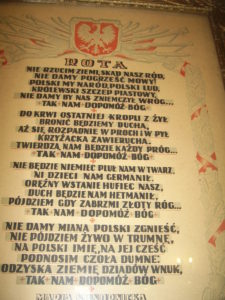 ROTA
NIE RZUCIM ZIEMI, SKĄD NASZ RÓD,
NIE DAMY POGRZEŚĆ MOWY!
POLSKI MY NARÓD, POLSKI LUD,
KRÓLEWSKI SZCZEP PIASTOWY,
NIE DAMY BY NAS ZNIEMCZYŁ WRÓG...
TAK NAM DOPOMÓŻ BÓG
DO KRWI OSTATNIEJ KROPLI Z ŻYŁ
BRONIĆ BĘDZIEMY DUCHA,
AŻ SIĘ ROZPADNIE W PROCH I W PYŁ
KRZYŻACKA ZAWIERUCHA.
TWIERDZĄ NAM BĘDZIE KAŻDY PRÓG...
TAK NAM DOPOMÓŻ BÓG
NIE BĘDZIE NIEMIEC PLUŁ NAM W TWARZ
NI DZIECI NAM GERMANIŁ.
ORĘŻNY WSTANIE HUFIEC NASZ,
DUCH BĘDZIE NAM HETMANIŁ,
PÓJDZIEM GDY ZABRZMI ZŁOTY RÓG...
TAK NAM DOPOMÓŻ BÓG
NIE DAMY MIANA POLSKI ZGNIEŚĆ,
NIE PÓJDZIEM ŻYWO W TRUMNĘ,
NA POLSKI IMIĘ, NA JEJ CZEŚĆ
PODNOSIM CZOŁA DUMNE:
ODZYSKA ZIEMIĘ DZIADÓW WNUK,
TAK NAM DOPOMÓŻ BÓG
MARIA KONOPNICKA